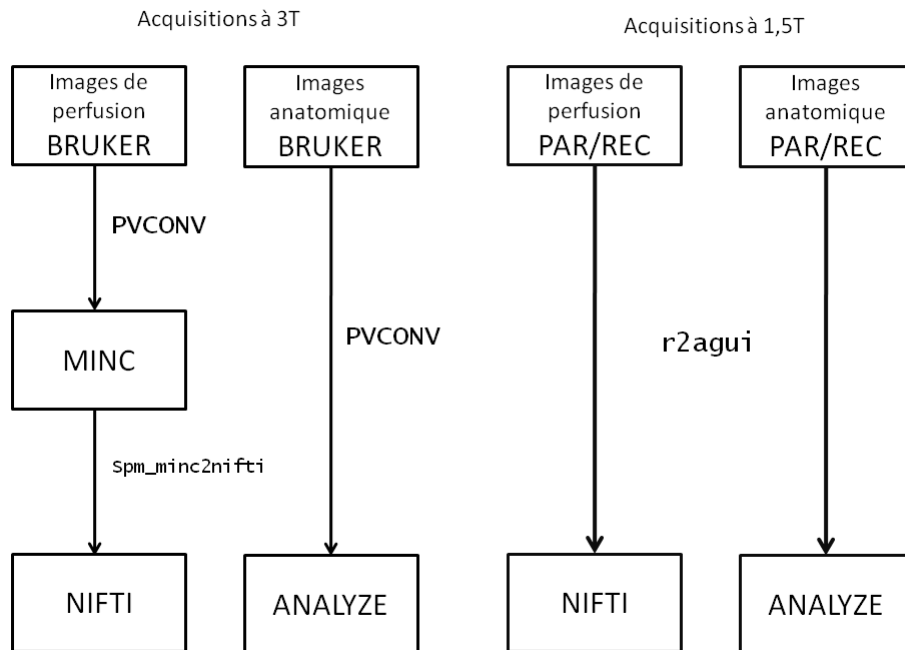 Acquisitions à 3T
Acquisitions à 1,5T
Images de
perfusion
BRUKER
Images
anatomique
BRUKER
Images de
perfusion
PAR/REC
Images
anatomique
PAR/REC
PVCONV
MINC
PVCONV
r2agui
Spm_minc2nifti
NIFTI
ANALYZE
NIFTI
ANALYZE